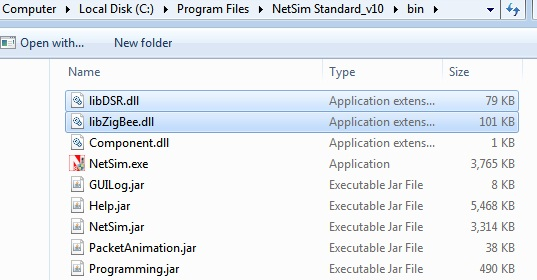 Computer ▸ Local Disk (C:) ▸ Program Files ▸ NetSim Standard_v10 ▸ bin ▸
Open with... New folder
Name Type Size
libDSR.dll Application extens... 79 KB
libZigBee.dll Application extens... 101 KB
Component.dll Application extens... 1 KB
NetSim.exe Application 3,765 KB
GUILog.jar Executable Jar File 8 KB
Help.jar Executable Jar File 5,468 KB
NetSim.jar Executable Jar File 3,314 KB
PacketAnimation.jar Executable Jar File 38 KB
Programming.jar Executable Jar File 490 KB